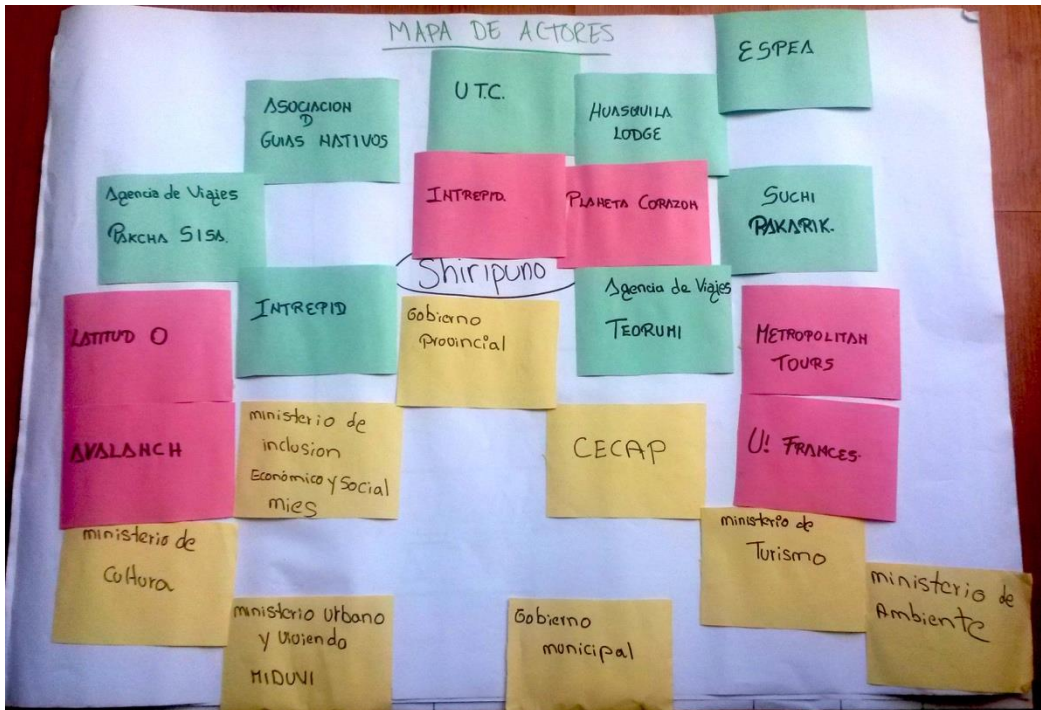 MAPA DE ACTORES
ESPEA
U T.C.
ASOCIACION
D
GUIAS NATIVOS
HUASQUILA
LODGE
Agencia de Viajes
PAKCHA SISA.
INTREPID.
PLANETA CORAZON
SUCHI
PAKARIK.
Shiripuno
INTREPID
Gobierno
Provincial
Agencia de Viajes
TEORUMI
LATITUD O
METROPOLITAN
TOURS
AVALANCH
ministerio de
inclusion
Económico y Social
mies
CECAP
U! FRANCES.
ministerio de
Cultura
ministerio de
Turismo
ministerio de
Ambiente
ministerio urbano
y Viviendo
MIDUVI
Gobierno
municipal